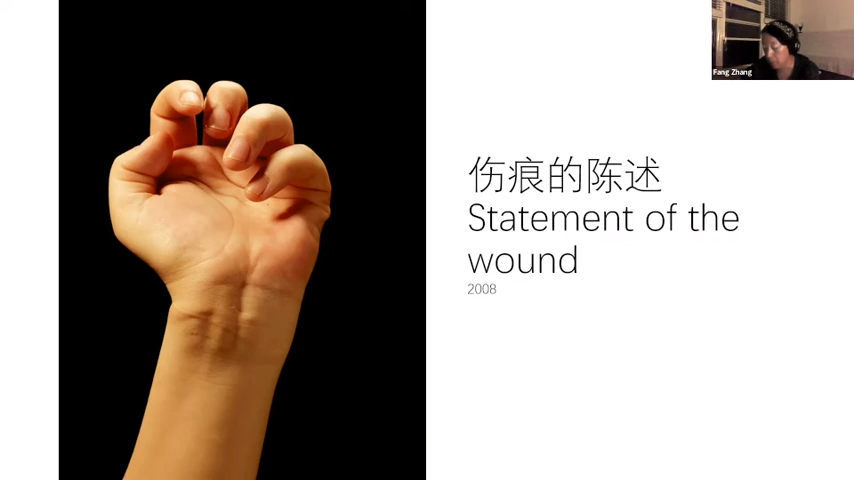 Fang Zhang
伤痕的陈述
Statement of the
wound
2008